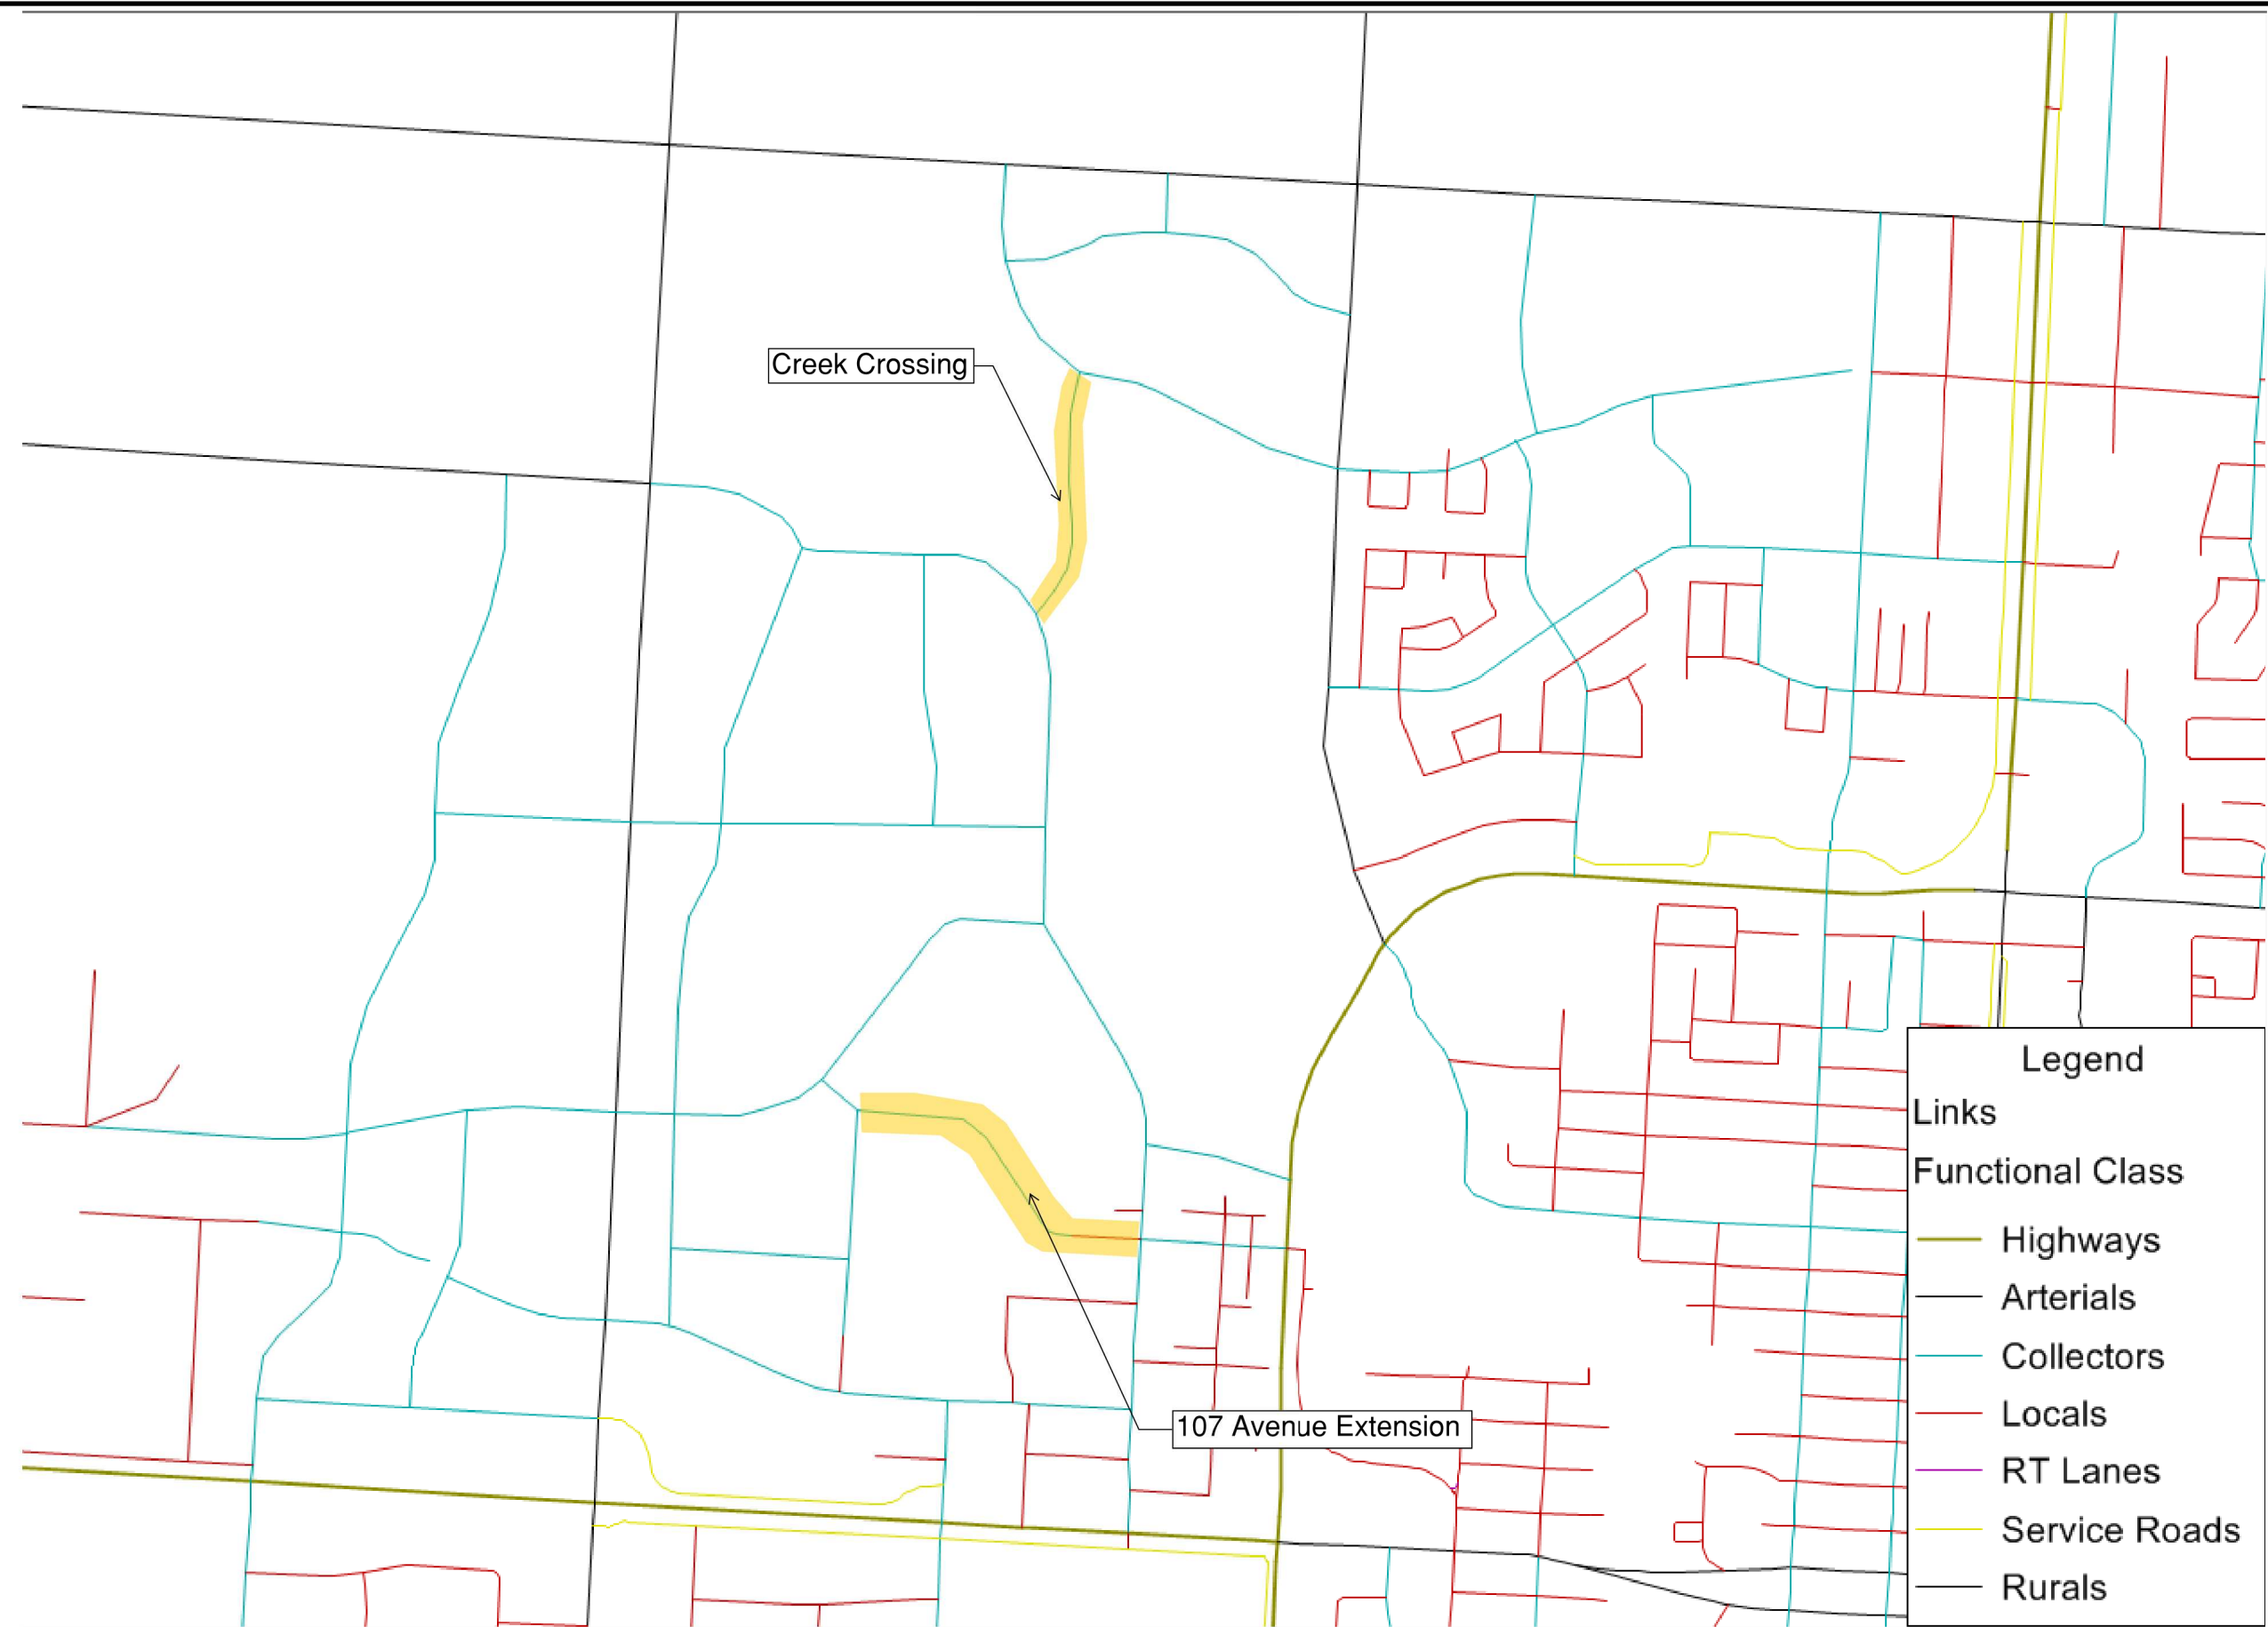 Creek Crossing
107 Avenue Extension
Legend
Links
Functional Class
Highways
Arterials
Collectors
Locals
RT Lanes
Service Roads
Rurals